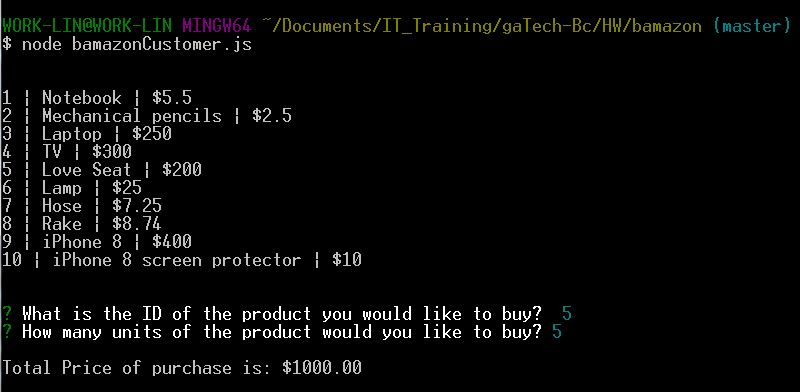 WORK-LIN@WORK-LIN MINGW64 ~/Documents/IT_Training/gaTech-Bc/HW/bamazon (master)
$ node bamazonCustomer.js
1 | Notebook | $5.5
2 | Mechanical pencils | $2.5
3 | Laptop | $250
4 | TV | $300
5 | Love Seat | $200
6 | Lamp | $25
7 | Hose | $7.25
8 | Rake | $8.74
9 | iPhone 8 | $400
10 | iPhone 8 screen protector | $10
? What is the ID of the product you would like to buy?  5
? How many units of the product would you like to buy? 5
Total Price of purchase is: $1000.00